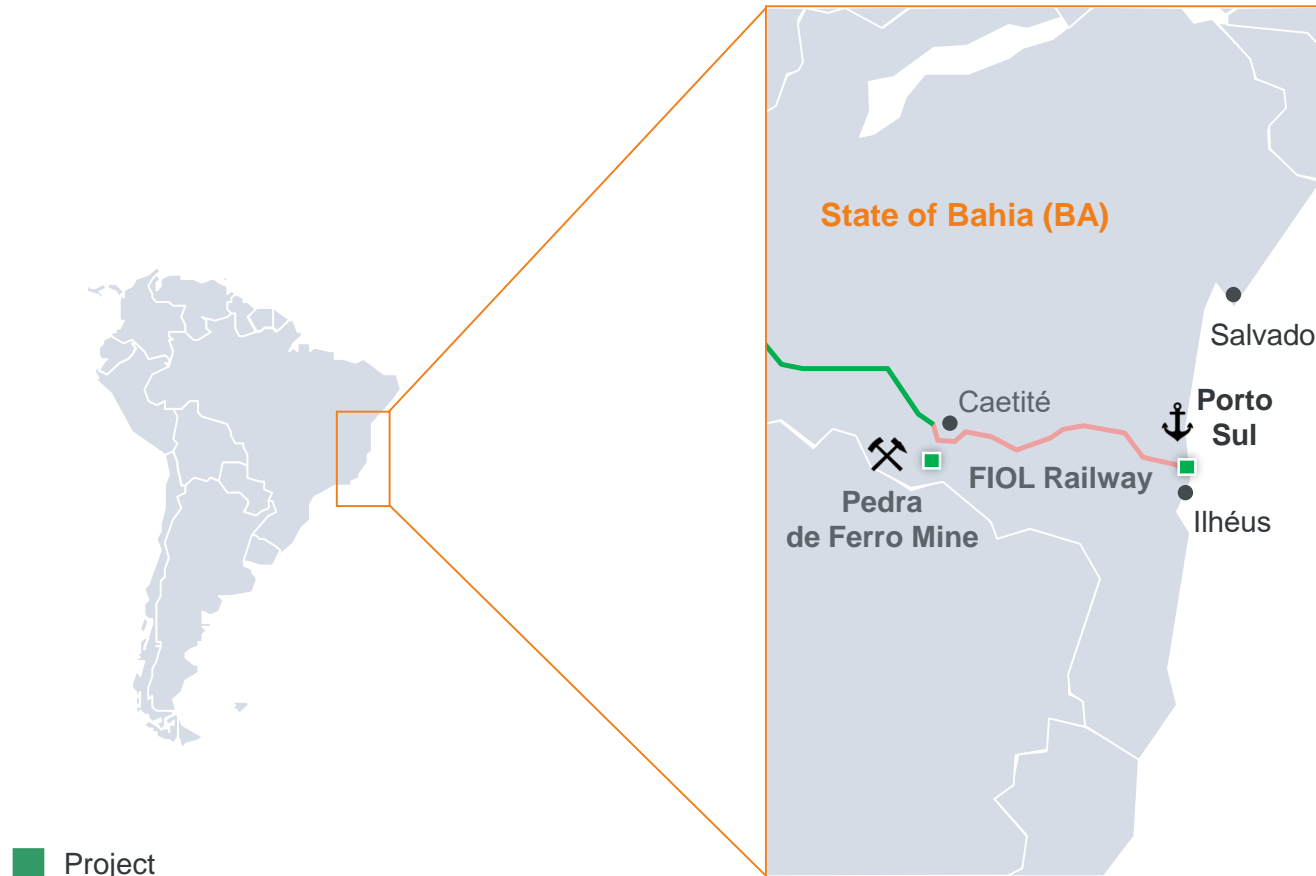 State of Bahia (BA)
Salvado
Caetité
Porto
Sul
FIOL Railway
Pedra
de Ferro Mine
Ilhéus
Project